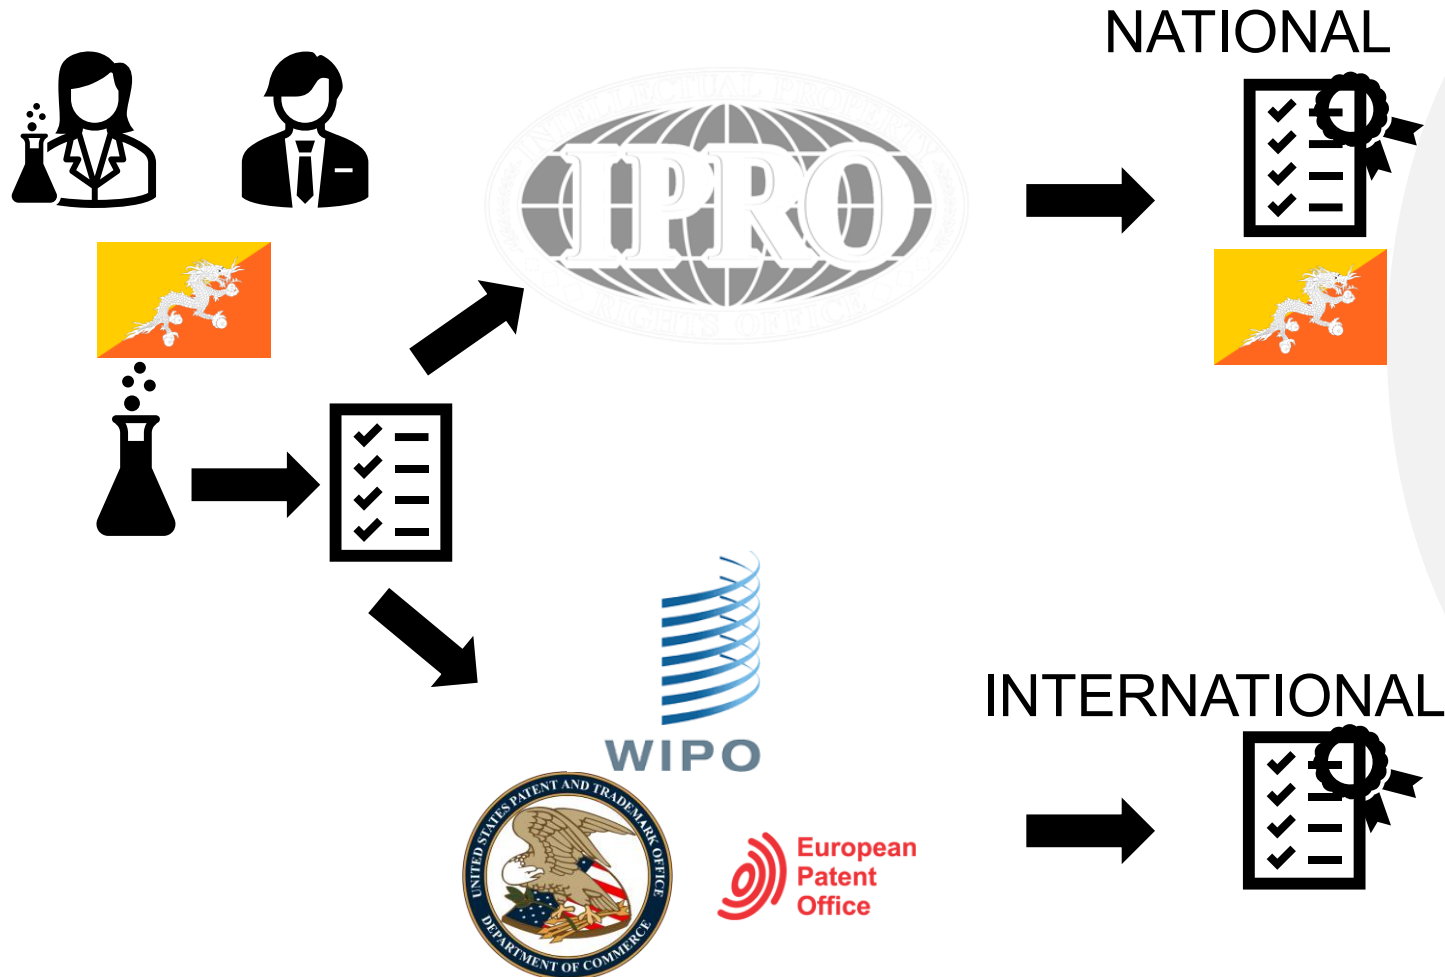 NATIONAL
INTELLECTUAL PROPERTY
IPRO
RIGHTS OFFICE
INTERNATIONAL
WIPO
UNITED STATES PATENT AND TRADEMARK OFFICE
DEPARTMENT OF COMMERCE
European
Patent
Office